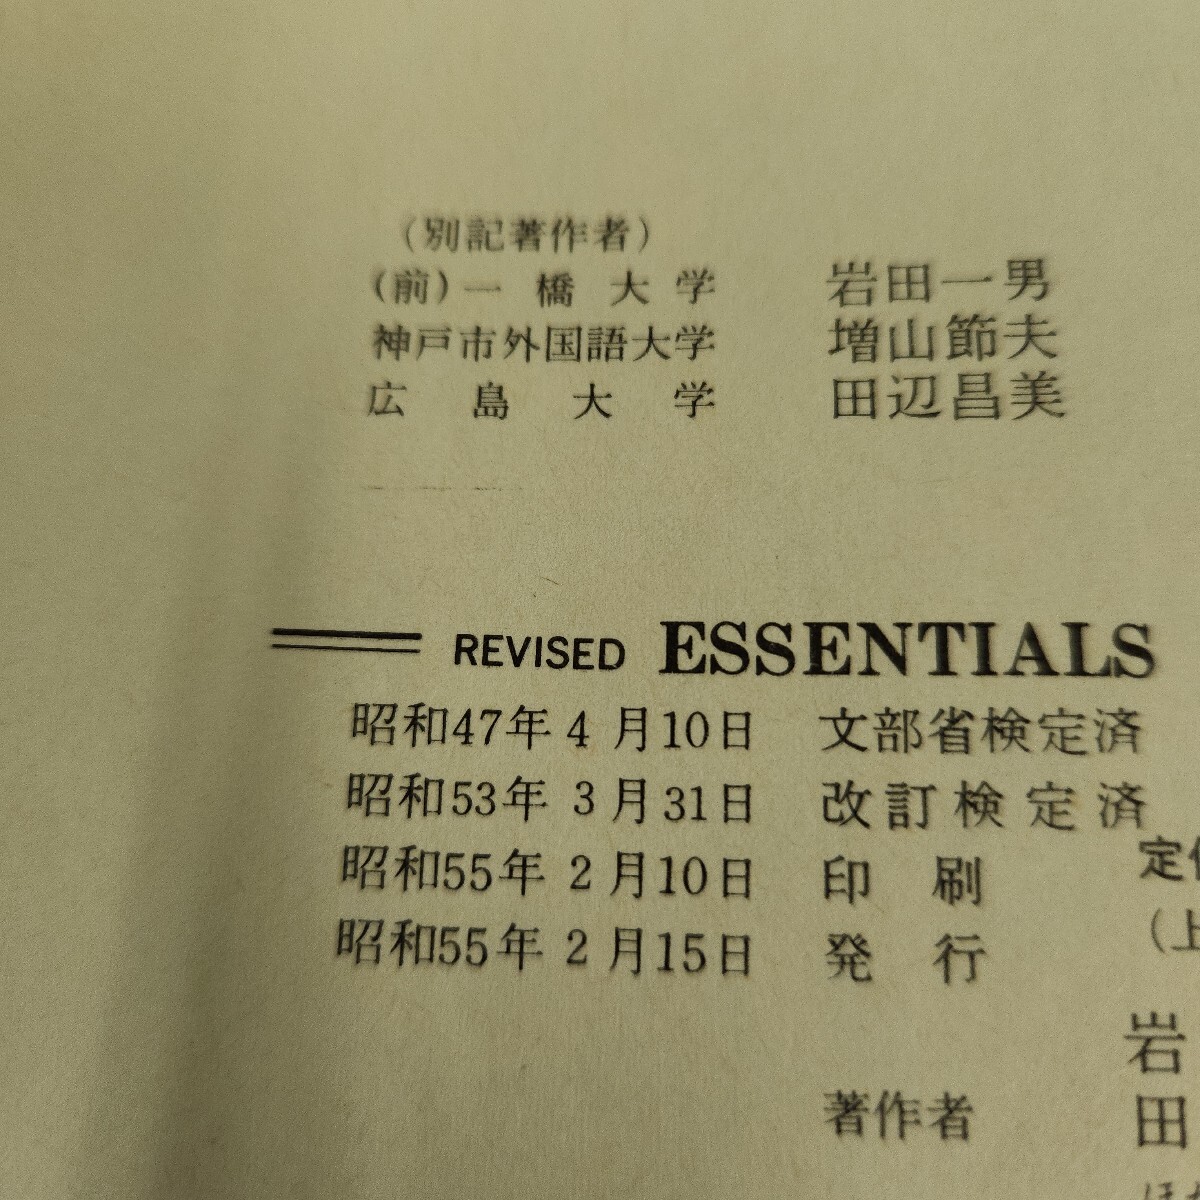 (別記著作者)
(前)一橋大学 岩田一男
神戸市外国語大学 増山節夫
広島大学 田辺昌美
REVISED ESSENTIALS
昭和47年4月10日 文部省検定済
昭和53年3月31日 改訂検定済
定
昭和55年2月10日 印刷
(上
昭和55年2月15日 発行
岩
著作者 田
ほ